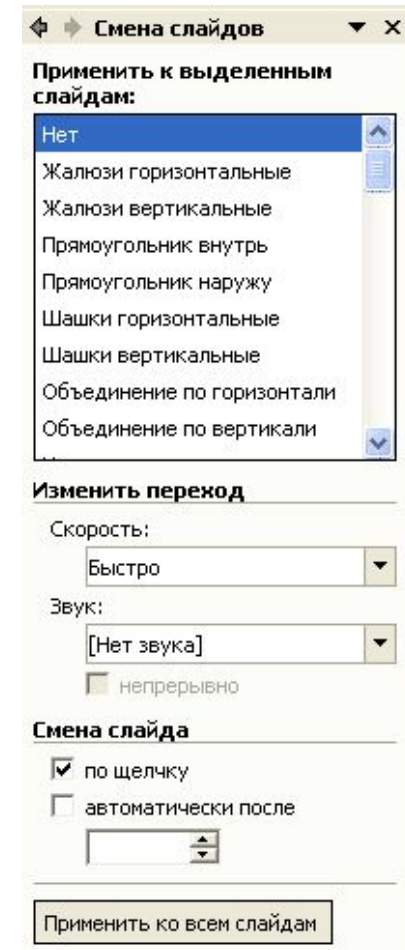 Смена слайдов
Применить к выделенным
слайдам:
Нет
Жалюзи горизонтальные
Жалюзи вертикальные
Прямоугольник внутрь
Прямоугольник наружу
Шашки горизонтальные
Шашки вертикальные
Объединение по горизонтали
Объединение по вертикали
Изменить переход
Скорость:
Быстро
Звук:
[Нет звука]
непрерывно
Смена слайда
по щелчку
автоматически после
Применить ко всем слайдам